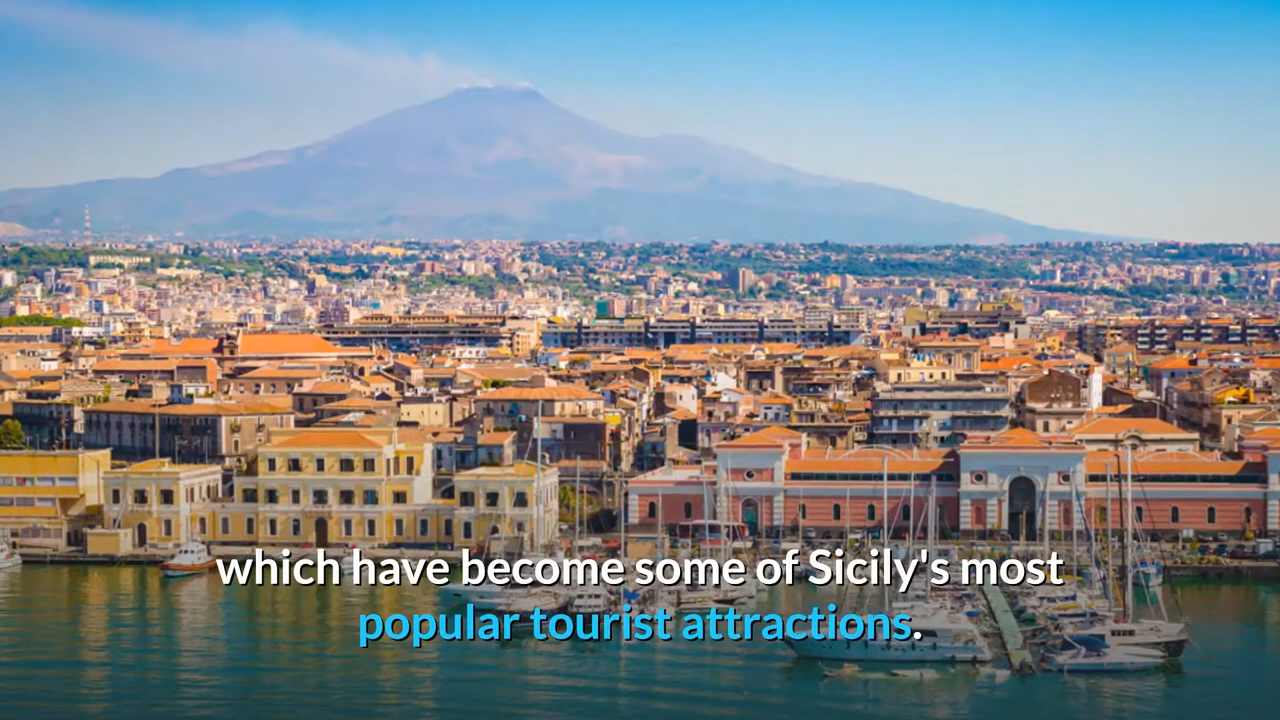 which have become some of Sicily's most
popular tourist attractions.